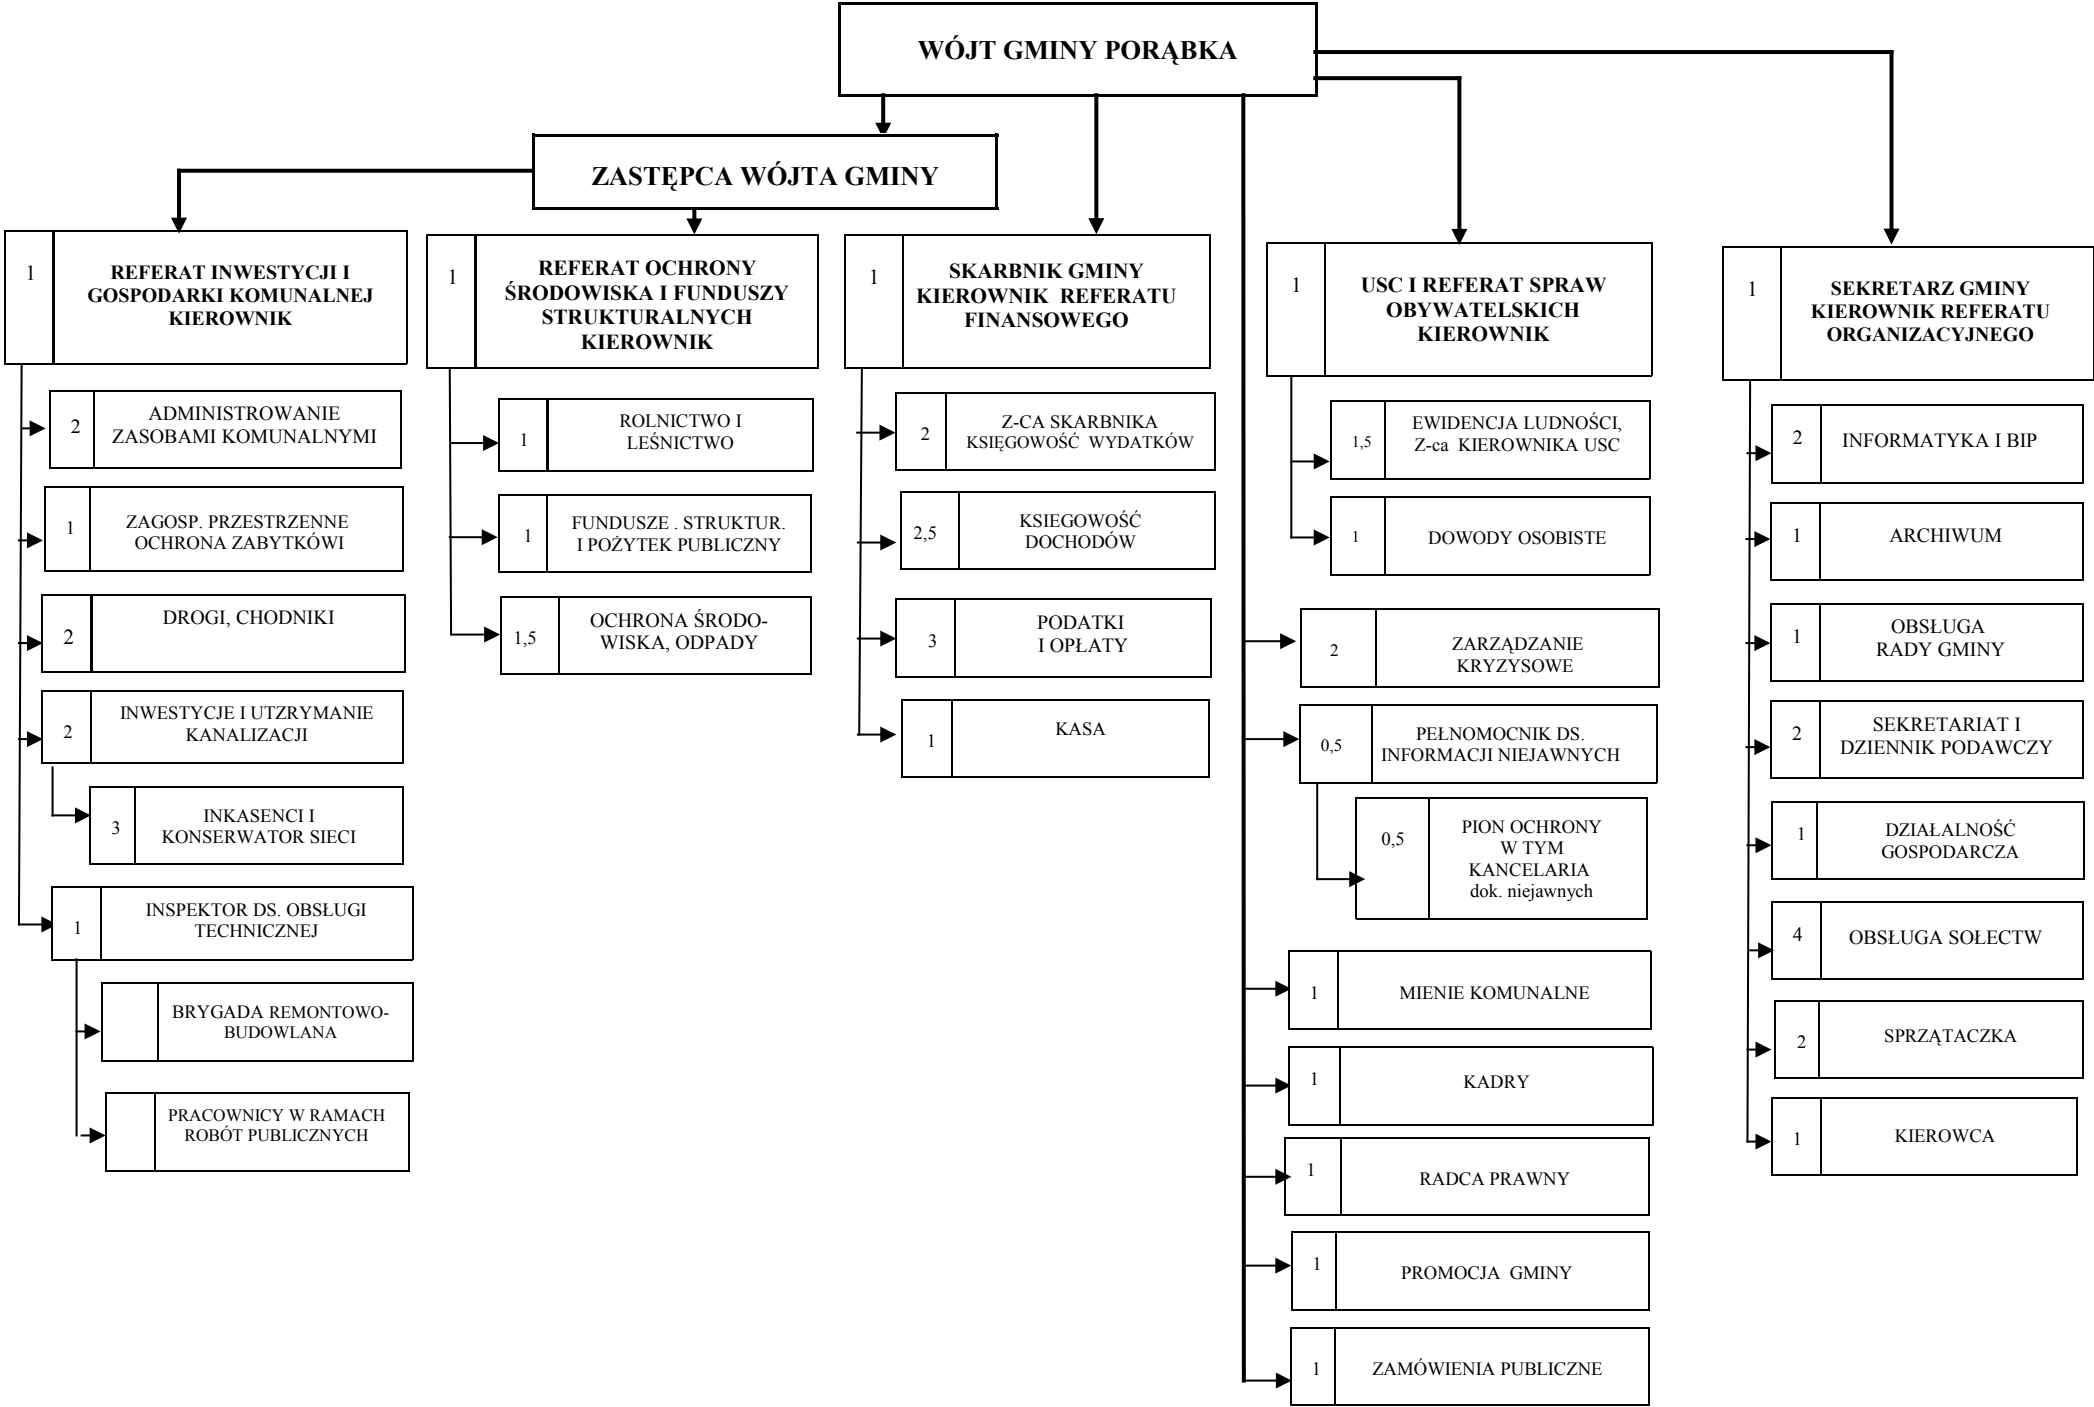 WÓJT GMINY PORĄBKA
ZASTĘPCA WÓJTA GMINY
1
REFERAT INWESTYCJI I
GOSPODARKI KOMUNALNEJ
KIEROWNIK
2
ADMINISTROWANIE
ZASOBAMI KOMUNALNYMI
1
ZAGOSP. PRZESTRZENNE
OCHRONA ZABYTKÓWI
2
DROGI, CHODNIKI
2
INWESTYCJE I UTZRYMANIE
KANALIZACJI
3
INKASENCI I
KONSERWATOR SIECI
1
INSPEKTOR DS. OBSŁUGI
TECHNICZNEJ
BRYGADA REMONTOWO-
BUDOWLANA
PRACOWNICY W RAMACH
ROBÓT PUBLICZNYCH
1
REFERAT OCHRONY
ŚRODOWISKA I FUNDUSZY
STRUKTURALNYCH
KIEROWNIK
1
ROLNICTWO I
LEŚNICTWO
1
FUNDUSZE . STRUKTUR.
I POŻYTEK PUBLICZNY
1,5
OCHRONA ŚRODO-
WISKA, ODPADY
1
SKARBNIK GMINY
KIEROWNIK REFERATU
FINANSOWEGO
2
Z-CA SKARBNIKA
KSIĘGOWOŚĆ WYDATKÓW
2,5
KSIEGOWOŚĆ
DOCHODÓW
3
PODATKI
I OPŁATY
1
KASA
1
USC I REFERAT SPRAW
OBYWATELSKICH
KIEROWNIK
1,5
EWIDENCJA LUDNOŚCI,
Z-ca KIEROWNIKA USC
1
DOWODY OSOBISTE
2
ZARZĄDZANIE
KRYZYSOWE
0,5
PEŁNOMOCNIK DS.
INFORMACJI NIEJAWNYCH
0,5
PION OCHRONY
W TYM
KANCELARIA
dok. niejawnych
1
MIENIE KOMUNALNE
1
KADRY
1
RADCA PRAWNY
1
PROMOCJA GMINY
1
ZAMÓWIENIA PUBLICZNE
1
SEKRETARZ GMINY
KIEROWNIK REFERATU
ORGANIZACYJNEGO
2
INFORMATYKA I BIP
1
ARCHIWUM
1
OBSŁUGA
RADY GMINY
2
SEKRETARIAT I
DZIENNIK PODAWCZY
1
DZIAŁALNOŚĆ
GOSPODARCZA
4
OBSŁUGA SOŁECTW
2
SPRZĄTACZKA
1
KIEROWCA